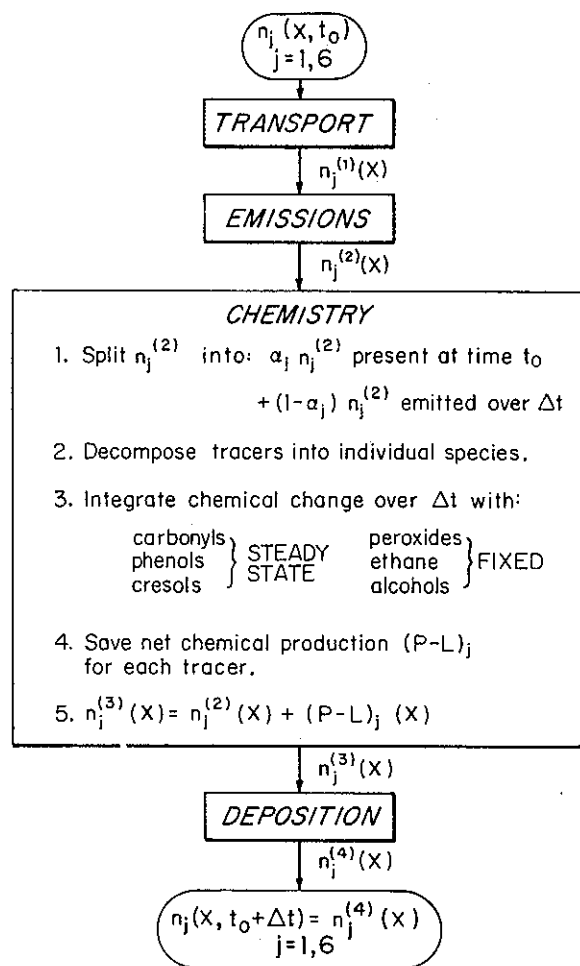 n_j (X, t_0)
j=1,6
TRANSPORT
n_j^(1)(X)
EMISSIONS
n_j^(2)(X)
CHEMISTRY
1. Split n_j^(2) into: α_j n_j^(2) present at time t_0
+ (1-α_j) n_j^(2) emitted over Δt
2. Decompose tracers into individual species.
3. Integrate chemical change over Δt with:
carbonyls
phenols
cresols
} STEADY
STATE
peroxides
ethane
alcohols
} FIXED
4. Save net chemical production (P-L)_j
for each tracer.
5. n_j^(3)(X) = n_j^(2)(X) + (P-L)_j (X)
n_j^(3)(X)
DEPOSITION
n_j^(4)(X)
n_j(X, t_0+Δt) = n_j^(4)(X)
j=1,6